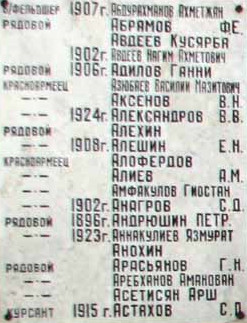 В/ФЕЛЬДШЕР 1907г. АБДУРАХМАНОВ АХМЕТЖАН
РЯДОВОЙ АБРАМОВ Ф.Е.
АВДЕЕВ КУСЯРБА
1902г. АВДЕЕВ НАГИМ АХМЕТОВИЧ
РЯДОВОЙ 1906г. АДИЛОВ ГАННИ
КРАСНОАРМЕЕЦ АЗЮБАЕВ ВАСИЛИЙ МАЗИТОВИЧ
—·— АКСЕНОВ В.Н.
—·— 1924г. АЛЕКСАНДРОВ В.В.
РЯДОВОЙ АЛЕХИН
—·— 1908г. АЛЕШИН Е.Н.
КРАСНОАРМЕЕЦ АЛОФЕРДОВ
—·— АЛИЕВ А.М.
—·— АМФАКУЛОВ ГИОСТАН
—·— 1902г. АНАГРОВ С.Д.
РЯДОВОЙ 1896г. АНДРЮШИН ПЕТР.
—·— 1923г. АННАКУЛИЕВ ЯЗМУРАТ
АНОХИН
РЯДОВОЙ АРАСЬЯНОВ Г.Н.
АРЕБХАНОВ АМАНОВАН
—·— АСЕТИСЯН АРШ
КУРСАНТ 1915г. АСТАХОВ С.